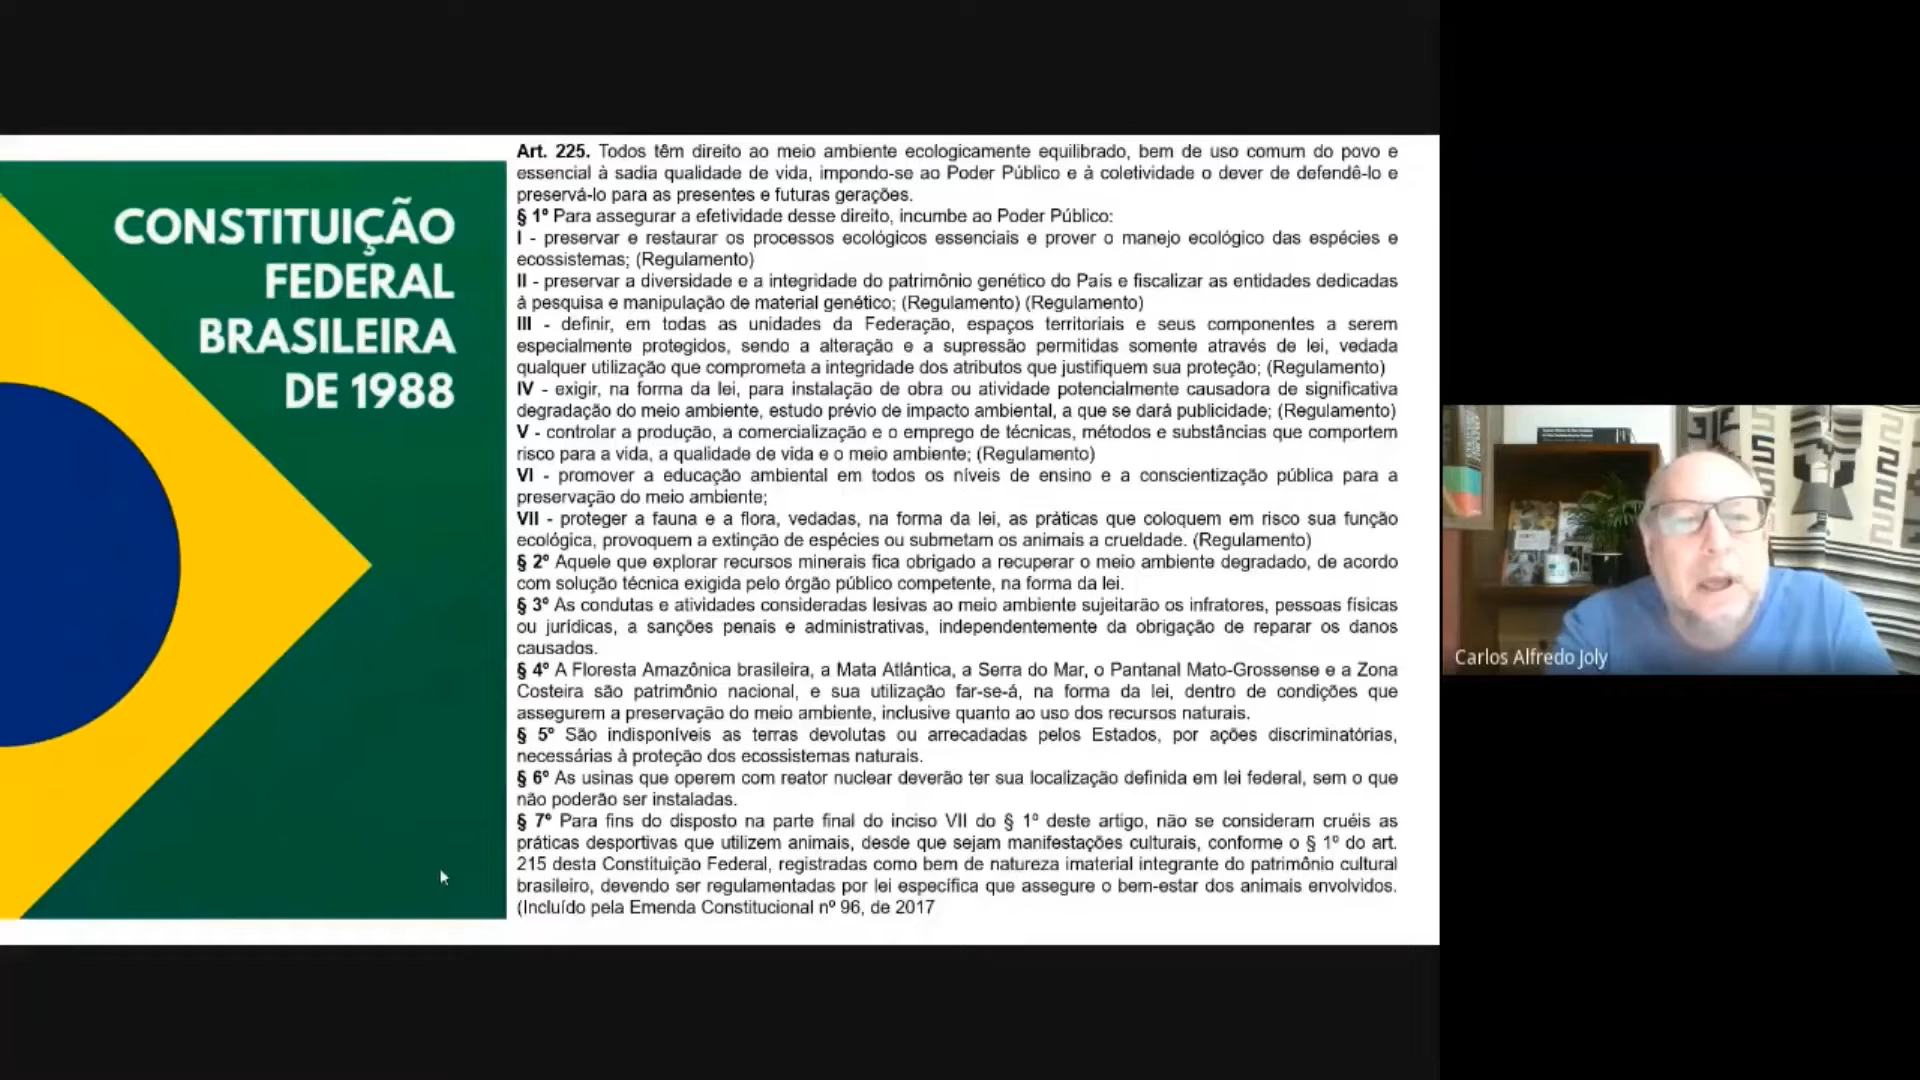 CONSTITUIÇÃO
FEDERAL
BRASILEIRA
DE 1988
Art. 225. Todos têm direito ao meio ambiente ecologicamente equilibrado, bem de uso comum do povo e
essencial à sadia qualidade de vida, impondo-se ao Poder Público e à coletividade o dever de defendê-lo e
preservá-lo para as presentes e futuras gerações.
§ 1º Para assegurar a efetividade desse direito, incumbe ao Poder Público:
I - preservar e restaurar os processos ecológicos essenciais e prover o manejo ecológico das espécies e
ecossistemas; (Regulamento)
II - preservar a diversidade e a integridade do patrimônio genético do País e fiscalizar as entidades dedicadas
à pesquisa e manipulação de material genético; (Regulamento) (Regulamento)
III - definir, em todas as unidades da Federação, espaços territoriais e seus componentes a serem
especialmente protegidos, sendo a alteração e a supressão permitidas somente através de lei, vedada
qualquer utilização que comprometa a integridade dos atributos que justifiquem sua proteção; (Regulamento)
IV - exigir, na forma da lei, para instalação de obra ou atividade potencialmente causadora de significativa
degradação do meio ambiente, estudo prévio de impacto ambiental, a que se dará publicidade; (Regulamento)
V - controlar a produção, a comercialização e o emprego de técnicas, métodos e substâncias que comportem
risco para a vida, a qualidade de vida e o meio ambiente; (Regulamento)
VI - promover a educação ambiental em todos os níveis de ensino e a conscientização pública para a
preservação do meio ambiente;
VII - proteger a fauna e a flora, vedadas, na forma da lei, as práticas que coloquem em risco sua função
ecológica, provoquem a extinção de espécies ou submetam os animais a crueldade. (Regulamento)
§ 2º Aquele que explorar recursos minerais fica obrigado a recuperar o meio ambiente degradado, de acordo
com solução técnica exigida pelo órgão público competente, na forma da lei.
§ 3º As condutas e atividades consideradas lesivas ao meio ambiente sujeitarão os infratores, pessoas físicas
ou jurídicas, a sanções penais e administrativas, independentemente da obrigação de reparar os danos
causados.
§ 4º A Floresta Amazônica brasileira, a Mata Atlântica, a Serra do Mar, o Pantanal Mato-Grossense e a Zona
Costeira são patrimônio nacional, e sua utilização far-se-á, na forma da lei, dentro de condições que
assegurem a preservação do meio ambiente, inclusive quanto ao uso dos recursos naturais.
§ 5º São indisponíveis as terras devolutas ou arrecadadas pelos Estados, por ações discriminatórias,
necessárias à proteção dos ecossistemas naturais.
§ 6º As usinas que operem com reator nuclear deverão ter sua localização definida em lei federal, sem o que
não poderão ser instaladas.
§ 7º Para fins do disposto na parte final do inciso VII do § 1º deste artigo, não se consideram cruéis as
práticas desportivas que utilizem animais, desde que sejam manifestações culturais, conforme o § 1º do art.
215 desta Constituição Federal, registradas como bem de natureza imaterial integrante do patrimônio cultural
brasileiro, devendo ser regulamentadas por lei específica que assegure o bem-estar dos animais envolvidos.
(Incluído pela Emenda Constitucional nº 96, de 2017
Carlos Alfredo Joly